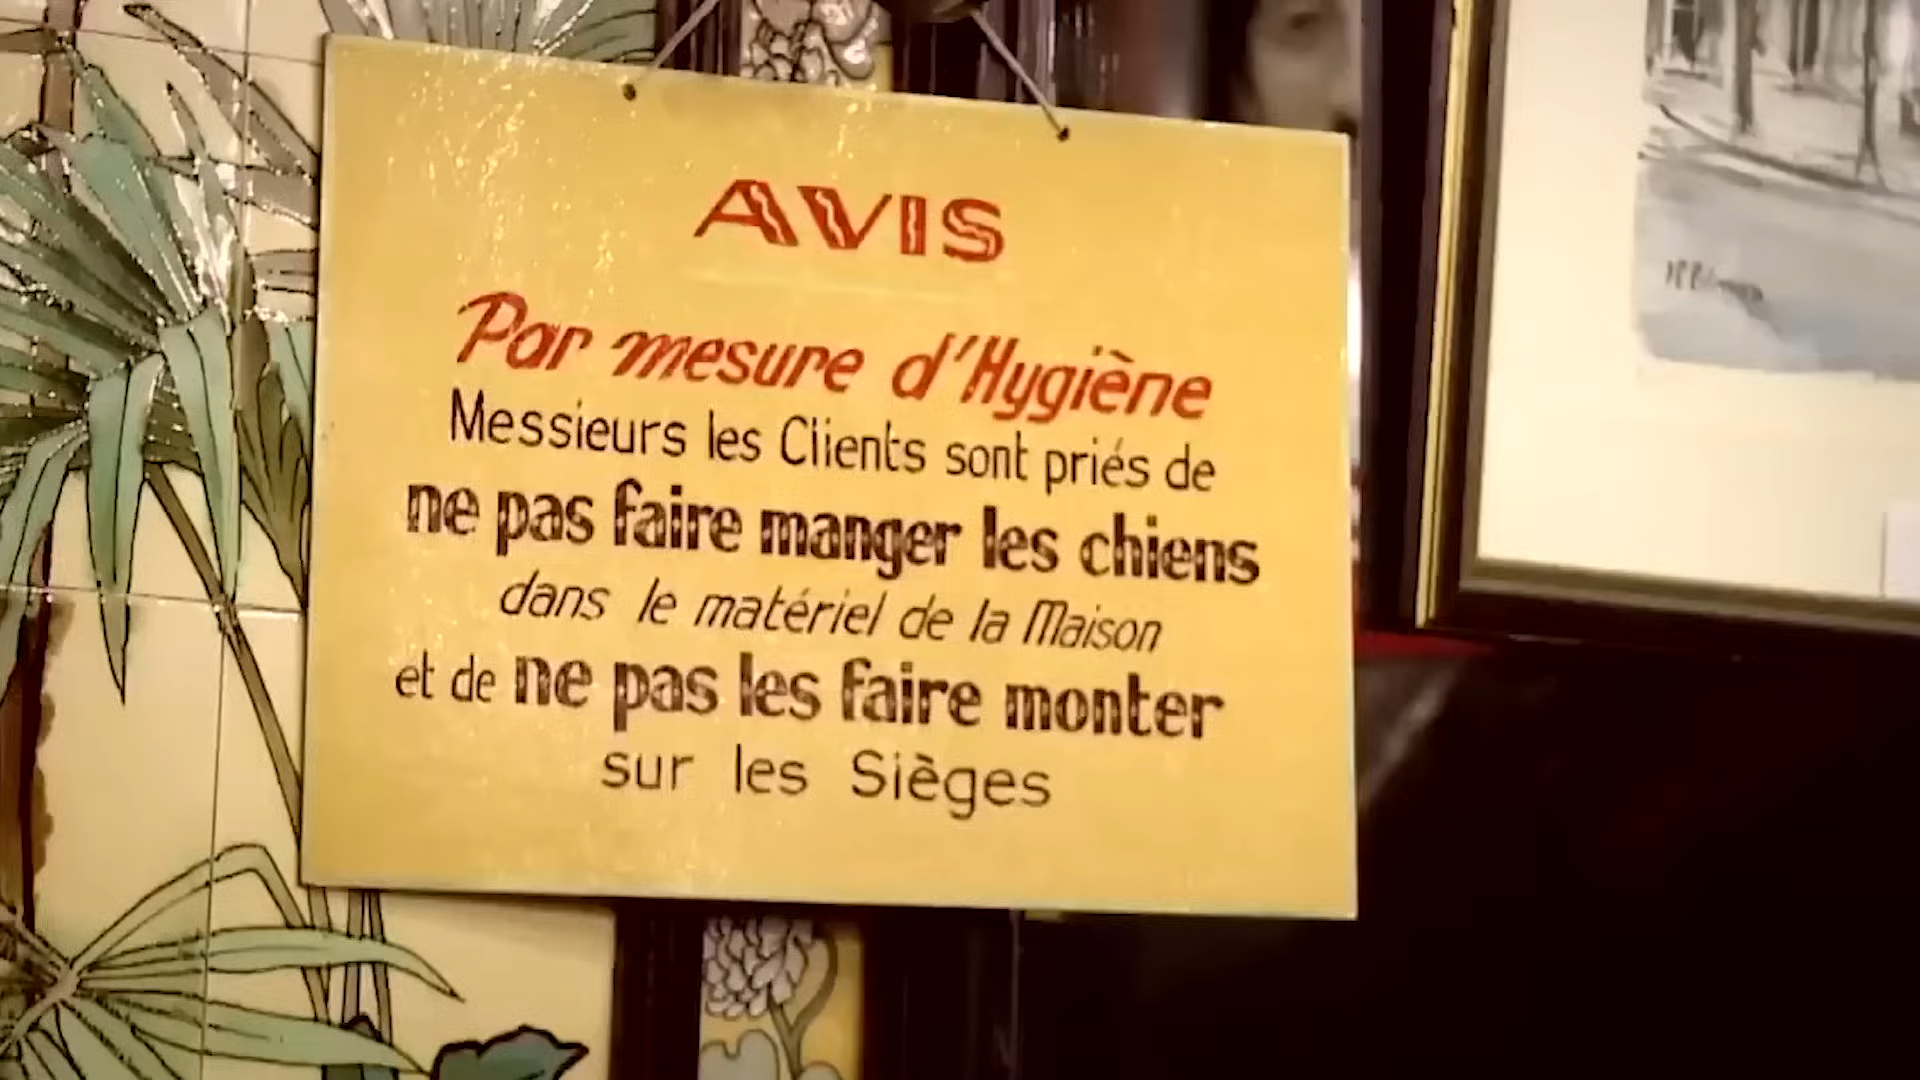 AVIS
Par mesure d'Hygiène
Messieurs les Clients sont priés de
ne pas faire manger les chiens
dans le matériel de la Maison
et de ne pas les faire monter
sur les Sièges